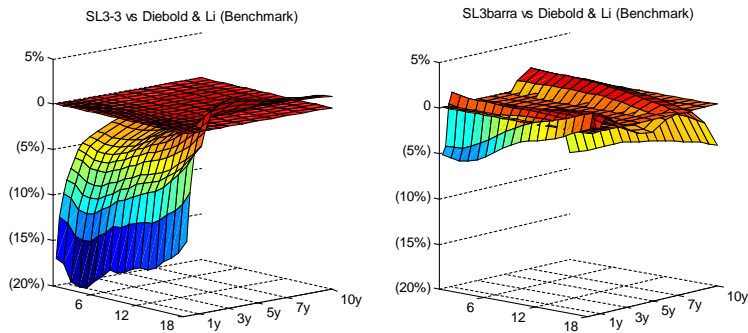 SL3-3 vs Diebold & Li (Benchmark)
5%
0
(5%)
(10%)
(15%)
(20%)
6
12
18
1y
3y
5y
7y
10y
SL3barra vs Diebold & Li (Benchmark)
5%
0
(5%)
(10%)
(15%)
(20%)
6
12
18
1y
3y
5y
7y
10y